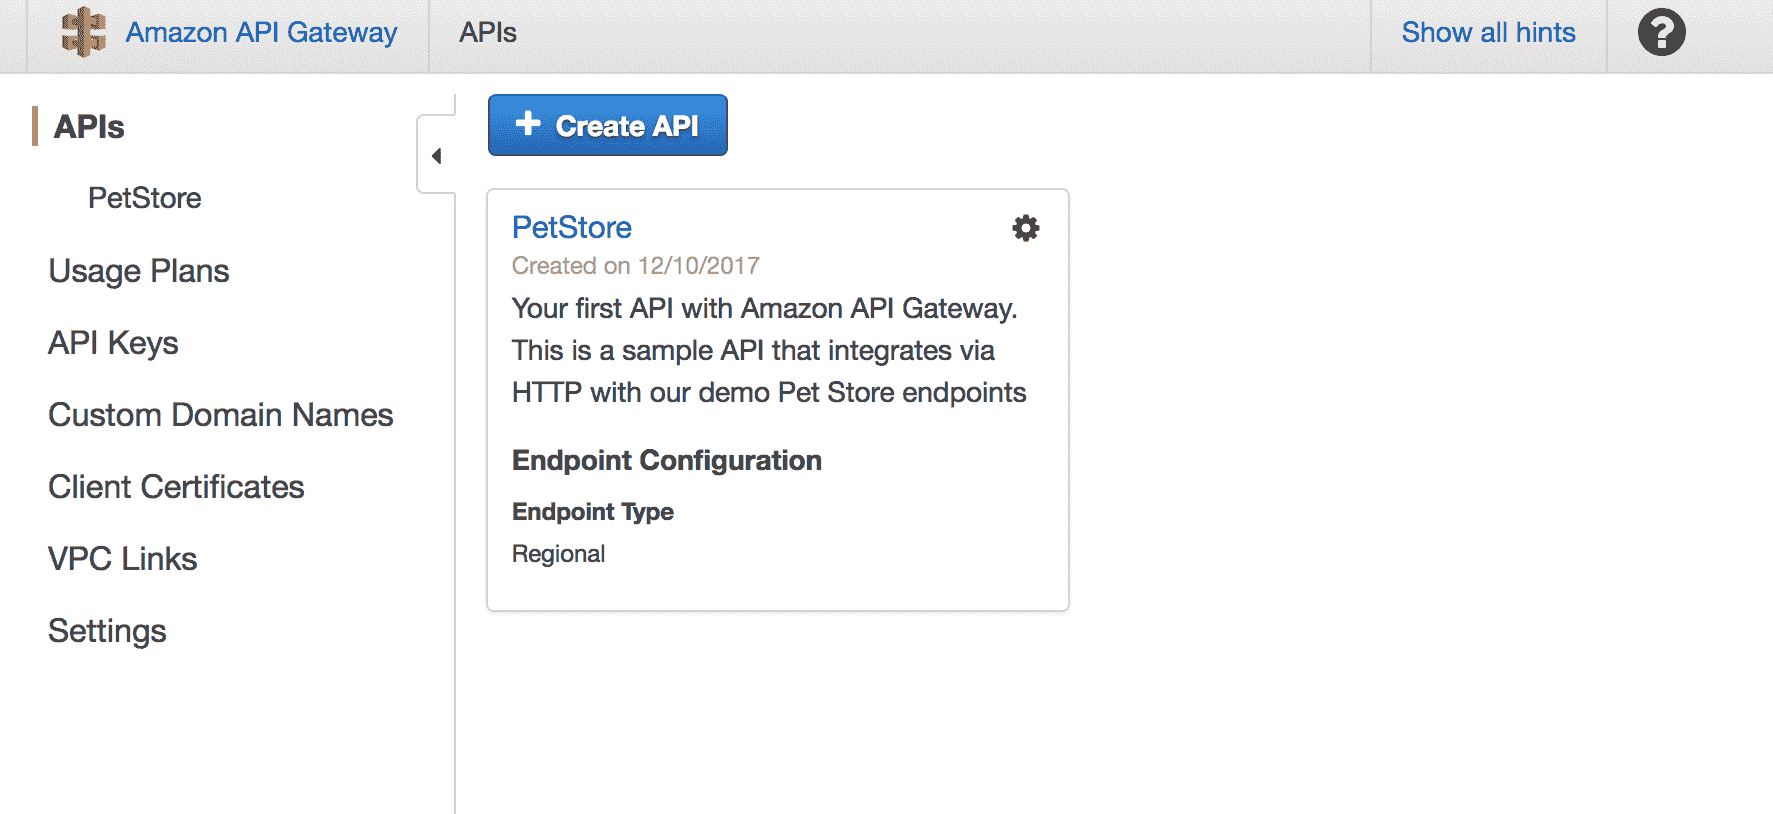 Amazon API Gateway
APIs
Show all hints
?
APIs
PetStore
Usage Plans
API Keys
Custom Domain Names
Client Certificates
VPC Links
Settings
+ Create API
PetStore
Created on 12/10/2017
Your first API with Amazon API Gateway.
This is a sample API that integrates via
HTTP with our demo Pet Store endpoints
Endpoint Configuration
Endpoint Type
Regional